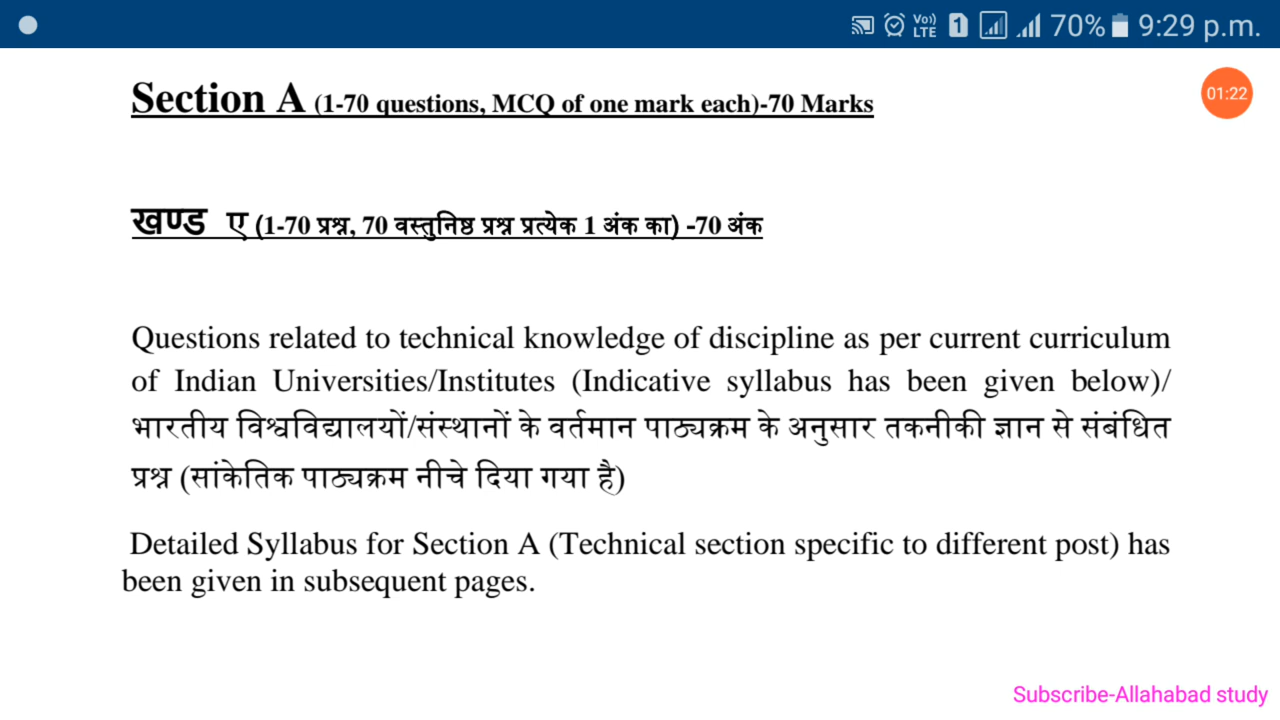 Vo)) LTE 1 70% 9:29 p.m.
Section A (1-70 questions, MCQ of one mark each)-70 Marks
01:22
खण्ड ए (1-70 प्रश्न, 70 वस्तुनिष्ठ प्रश्न प्रत्येक 1 अंक का) -70 अंक
Questions related to technical knowledge of discipline as per current curriculum
of Indian Universities/Institutes (Indicative syllabus has been given below)/
भारतीय विश्वविद्यालयों/संस्थानों के वर्तमान पाठ्यक्रम के अनुसार तकनीकी ज्ञान से संबंधित
प्रश्न (सांकेतिक पाठ्यक्रम नीचे दिया गया है)
Detailed Syllabus for Section A (Technical section specific to different post) has
been given in subsequent pages.
Subscribe-Allahabad study